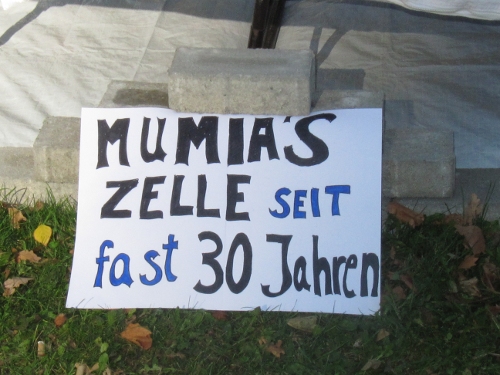 MUMIA'S
ZELLE SEIT
fast 30 Jahren